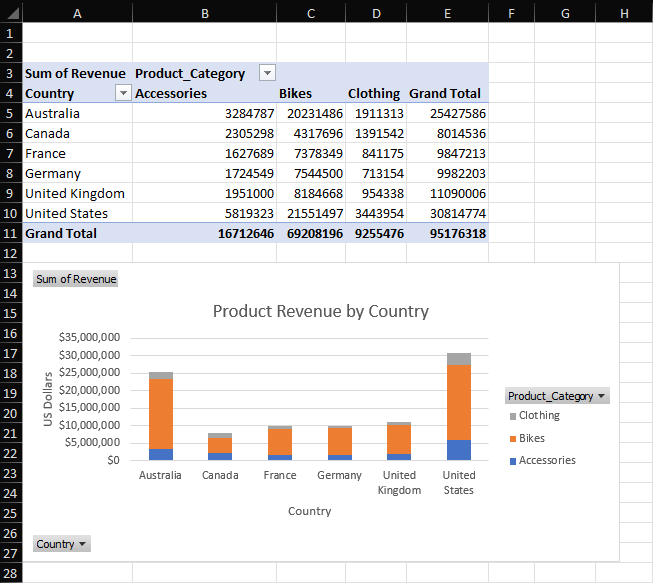 A B C D E F G H
1
2
3 Sum of Revenue Product_Category
4 Country Accessories Bikes Clothing Grand Total
5 Australia 3284787 20231486 1911313 25427586
6 Canada 2305298 4317696 1391542 8014536
7 France 1627689 7378349 841175 9847213
8 Germany 1724549 7544500 713154 9982203
9 United Kingdom 1951000 8184668 954338 11090006
10 United States 5819323 21551497 3443954 30814774
11 Grand Total 16712646 69208196 9255476 95176318
12
13 Sum of Revenue
14
15 Product Revenue by Country
16 $35,000,000
17 $30,000,000
18 $25,000,000
19 $20,000,000 Product_Category
20 $15,000,000 Clothing
21 $10,000,000 Bikes
US Dollars
22 $5,000,000 Accessories
$0
23 Australia Canada France Germany United Kingdom United States
24
25 Country
26
27 Country
28